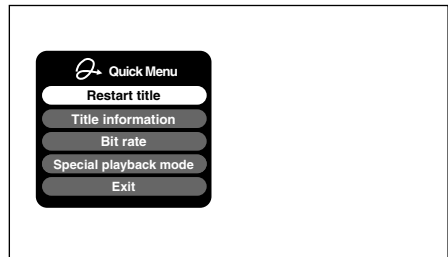 Quick Menu
Restart title
Title information
Bit rate
Special playback mode
Exit